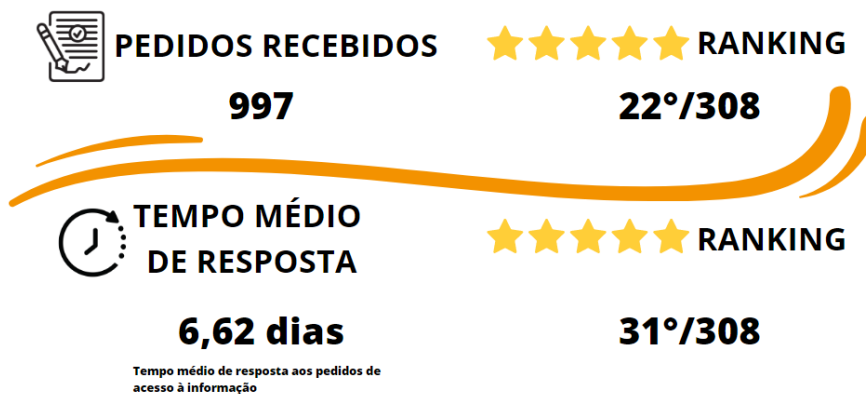 PEDIDOS RECEBIDOS
RANKING
997
22°/308
TEMPO MÉDIO
DE RESPOSTA
RANKING
6,62 dias
31°/308
Tempo médio de resposta aos pedidos de
acesso à informação